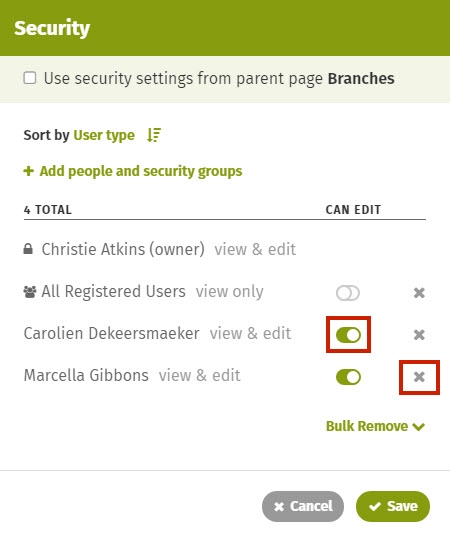 Security
Use security settings from parent page Branches
Sort by User type
Add people and security groups
4 TOTAL CAN EDIT
Christie Atkins (owner) view & edit
All Registered Users view only
Carolien Dekeersmaeker view & edit
Marcella Gibbons view & edit
Bulk Remove
Cancel Save